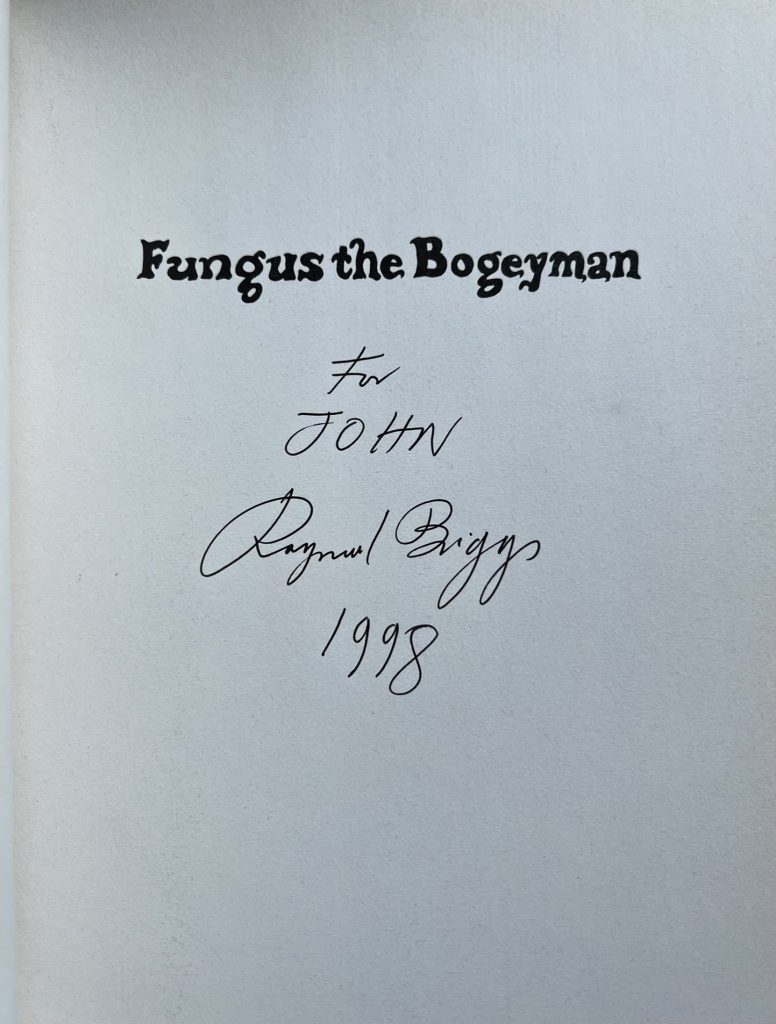 Fungus the Bogeyman
For
JOHN
Raymond Briggs
1998